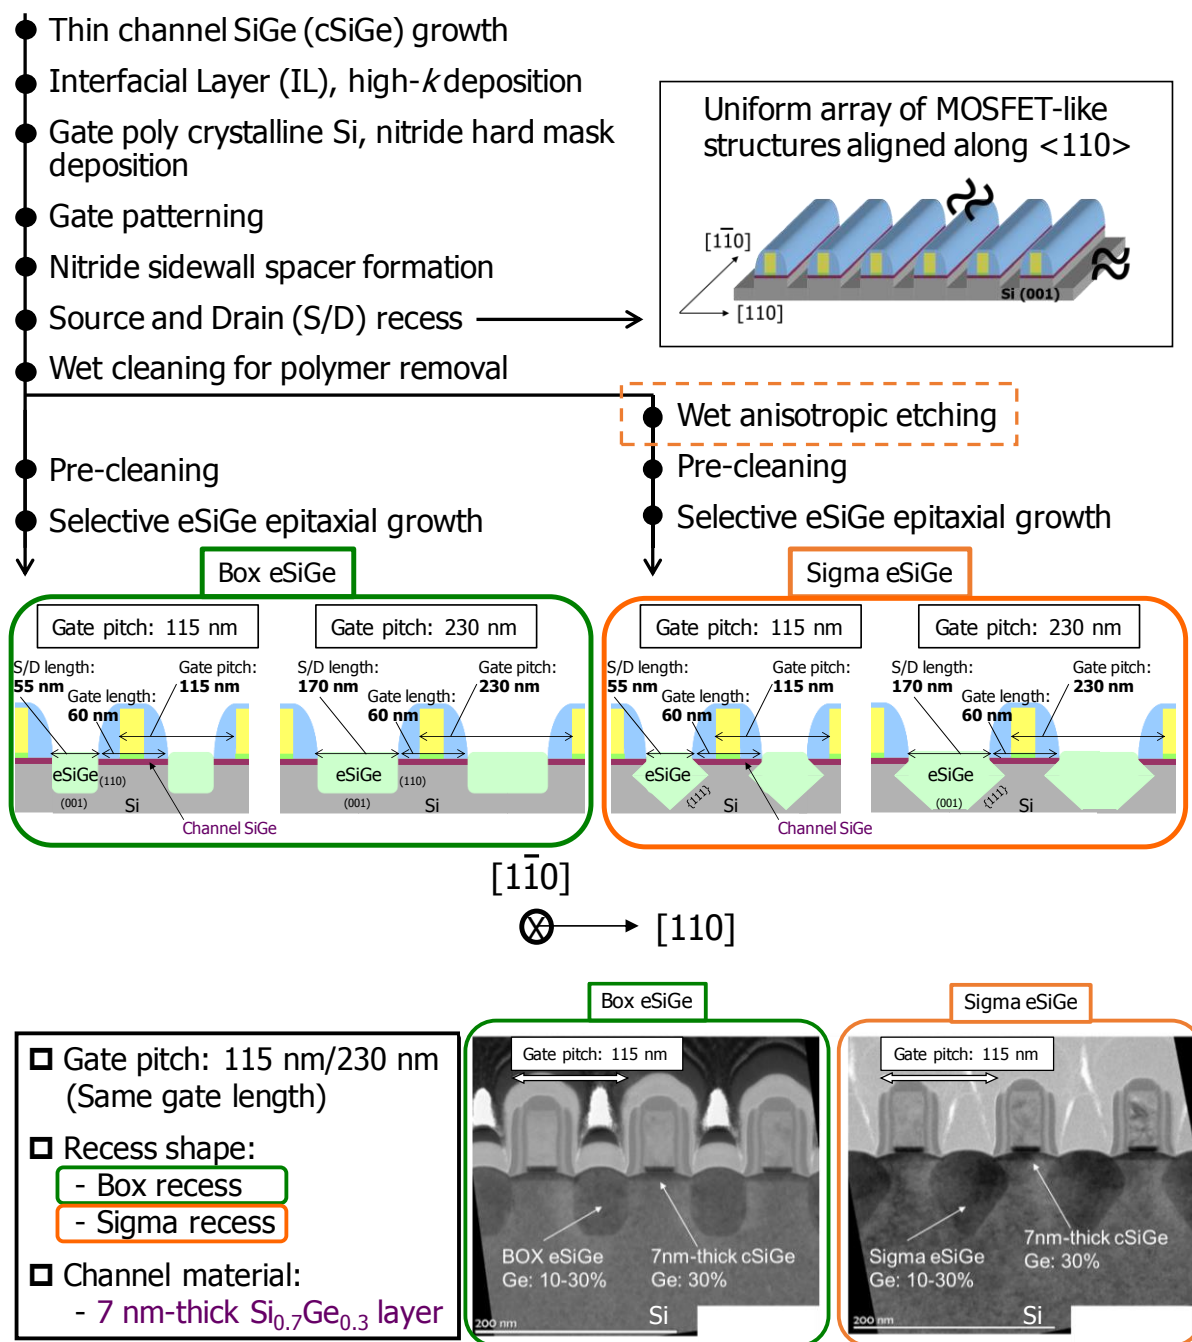 Thin channel SiGe (cSiGe) growth
Interfacial Layer (IL), high-k deposition
Gate poly crystalline Si, nitride hard mask
deposition
Gate patterning
Nitride sidewall spacer formation
Source and Drain (S/D) recess
Wet cleaning for polymer removal
Uniform array of MOSFET-like
structures aligned along <110>
[11̅0]
Si (001)
[110]
Wet anisotropic etching
Pre-cleaning
Selective eSiGe epitaxial growth
Pre-cleaning
Selective eSiGe epitaxial growth
Box eSiGe
Gate pitch: 115 nm
Gate pitch: 230 nm
S/D length:
55 nm
Gate length:
60 nm
Gate pitch:
115 nm
eSiGe
(110)
(001)
Si
Channel SiGe
S/D length:
170 nm
Gate length:
60 nm
Gate pitch:
230 nm
eSiGe
(110)
(001)
Si
Sigma eSiGe
Gate pitch: 115 nm
Gate pitch: 230 nm
S/D length:
55 nm
Gate length:
60 nm
Gate pitch:
115 nm
eSiGe
{111}
Si
Channel SiGe
S/D length:
170 nm
Gate length:
60 nm
Gate pitch:
230 nm
eSiGe
(001)
{111}
Si
[11̅0]
[110]
Gate pitch: 115 nm/230 nm
(Same gate length)
Recess shape:
- Box recess
- Sigma recess
Channel material:
- 7 nm-thick Si0.7Ge0.3 layer
Box eSiGe
Gate pitch: 115 nm
BOX eSiGe
Ge: 10-30%
7nm-thick cSiGe
Ge: 30%
Si
200 nm
Sigma eSiGe
Gate pitch: 115 nm
Sigma eSiGe
Ge: 10-30%
7nm-thick cSiGe
Ge: 30%
Si
200 nm